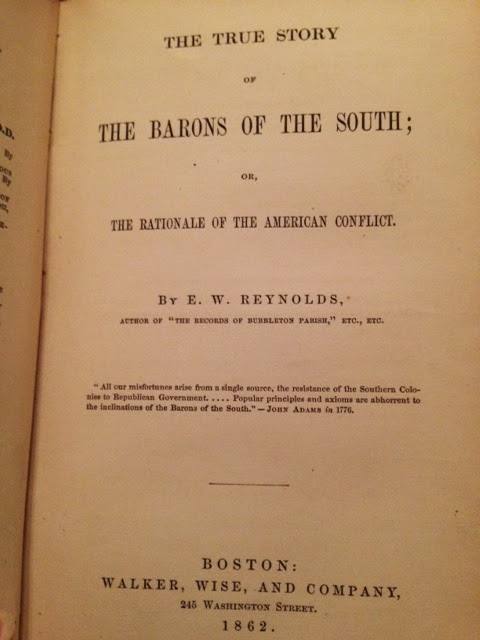 THE TRUE STORY
OF
THE BARONS OF THE SOUTH;
OR,
THE RATIONALE OF THE AMERICAN CONFLICT.
BY E. W. REYNOLDS,
AUTHOR OF "THE RECORDS OF BUBBLETON PARISH," ETC., ETC.
"All our misfortunes arise from a single source, the resistance of the Southern Colo-
nies to Republican Government. .... Popular principles and axioms are abhorrent to
the inclinations of the Barons of the South." — JOHN ADAMS in 1776.
BOSTON:
WALKER, WISE, AND COMPANY,
245 WASHINGTON STREET.
1862.